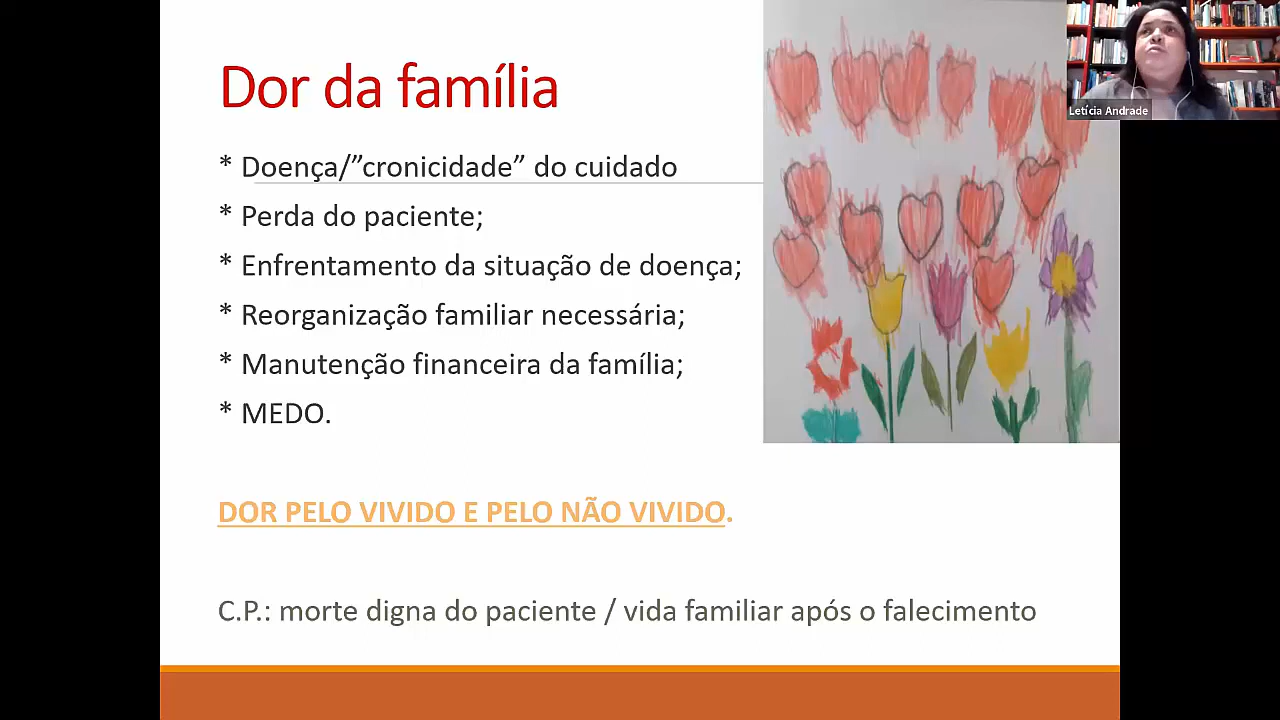 Dor da família
* Doença/”cronicidade” do cuidado
* Perda do paciente;
* Enfrentamento da situação de doença;
* Reorganização familiar necessária;
* Manutenção financeira da família;
* MEDO.
DOR PELO VIVIDO E PELO NÃO VIVIDO.
C.P.: morte digna do paciente / vida familiar após o falecimento
Letícia Andrade